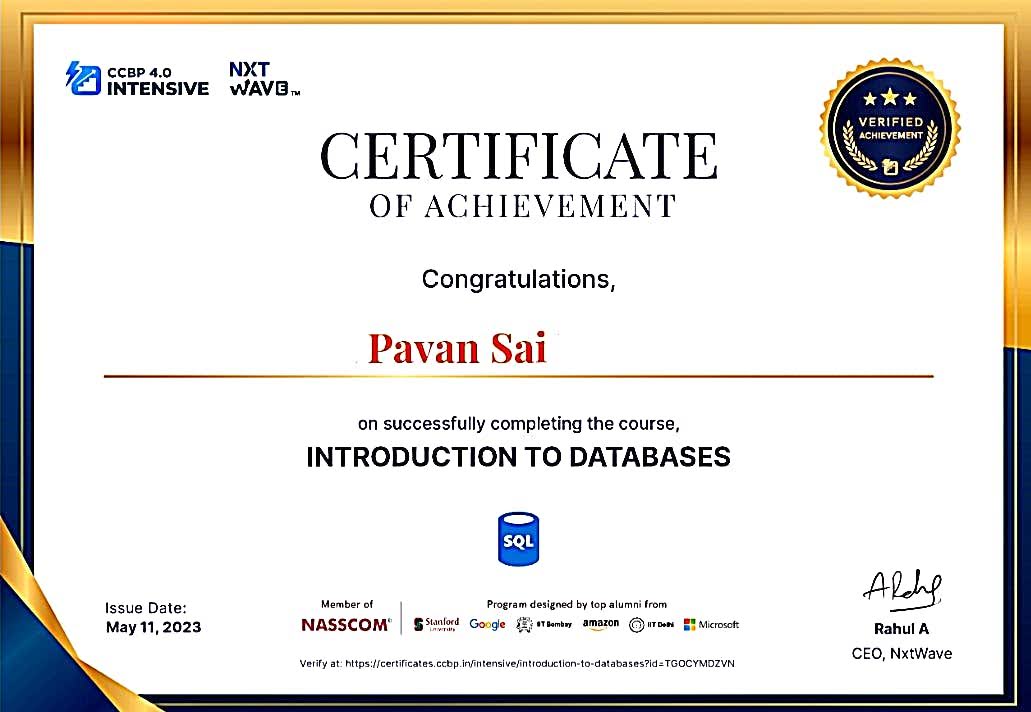 CCBP 4.0
INTENSIVE
NXT
WAVE™
VERIFIED
ACHIEVEMENT
CERTIFICATE
OF ACHIEVEMENT
Congratulations,
Pavan Sai
on successfully completing the course,
INTRODUCTION TO DATABASES
SQL
Issue Date:
May 11, 2023
Member of
NASSCOM®
Program designed by top alumni from
Stanford
University
Google
IIT Bombay
amazon
IIT Delhi
Microsoft
Verify at: https://certificates.ccbp.in/intensive/introduction-to-databases?id=TGOCYMDZVN
Rahul A
CEO, NxtWave